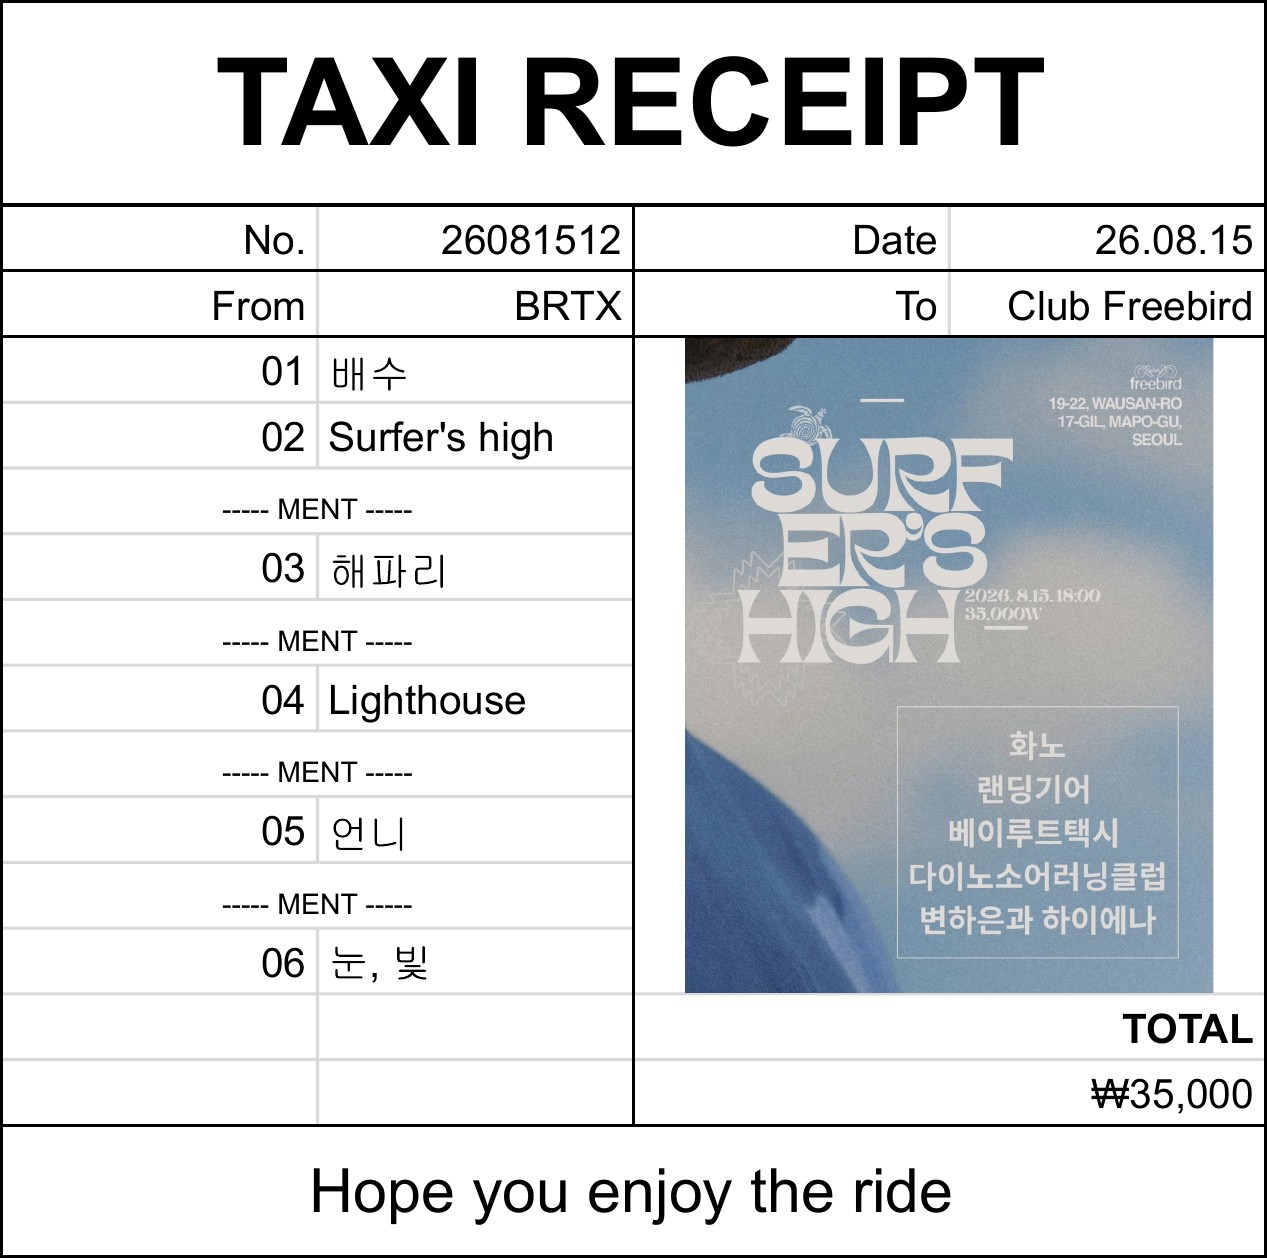 TAXI RECEIPT
No. 26081512 Date 26.08.15
From BRTX To Club Freebird
01 배수
02 Surfer's high
----- MENT -----
03 해파리
----- MENT -----
04 Lighthouse
----- MENT -----
05 언니
----- MENT -----
06 눈, 빛
freebird
19-22, WAUSAN-RO
17-GIL, MAPO-GU,
SEOUL
SURF
ER'S
HIGH
2026. 8.15. 18:00
35,000W
화노
랜딩기어
베이루트택시
다이노소어러닝클럽
변하은과 하이에나
TOTAL
₩35,000
Hope you enjoy the ride